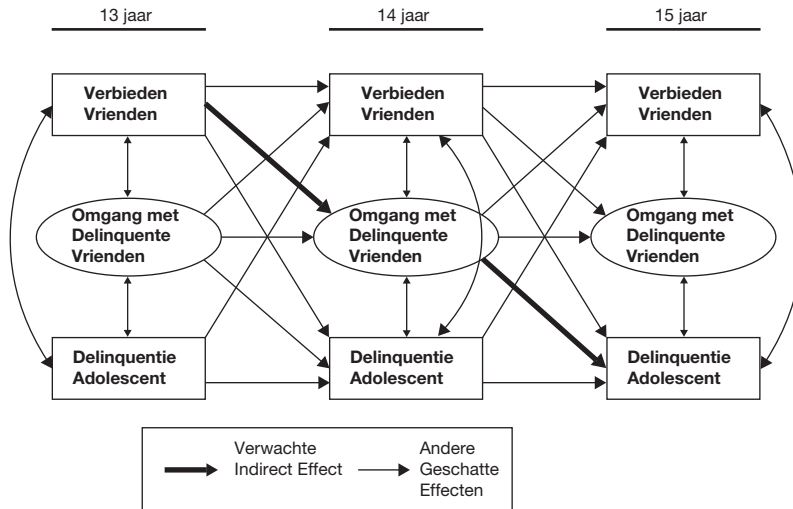 13 jaar
14 jaar
15 jaar
Verbieden
Vrienden
Verbieden
Vrienden
Verbieden
Vrienden
Omgang met
Delinquente
Vrienden
Omgang met
Delinquente
Vrienden
Omgang met
Delinquente
Vrienden
Delinquentie
Adolescent
Delinquentie
Adolescent
Delinquentie
Adolescent
Verwachte
Indirect Effect
Andere
Geschatte
Effecten